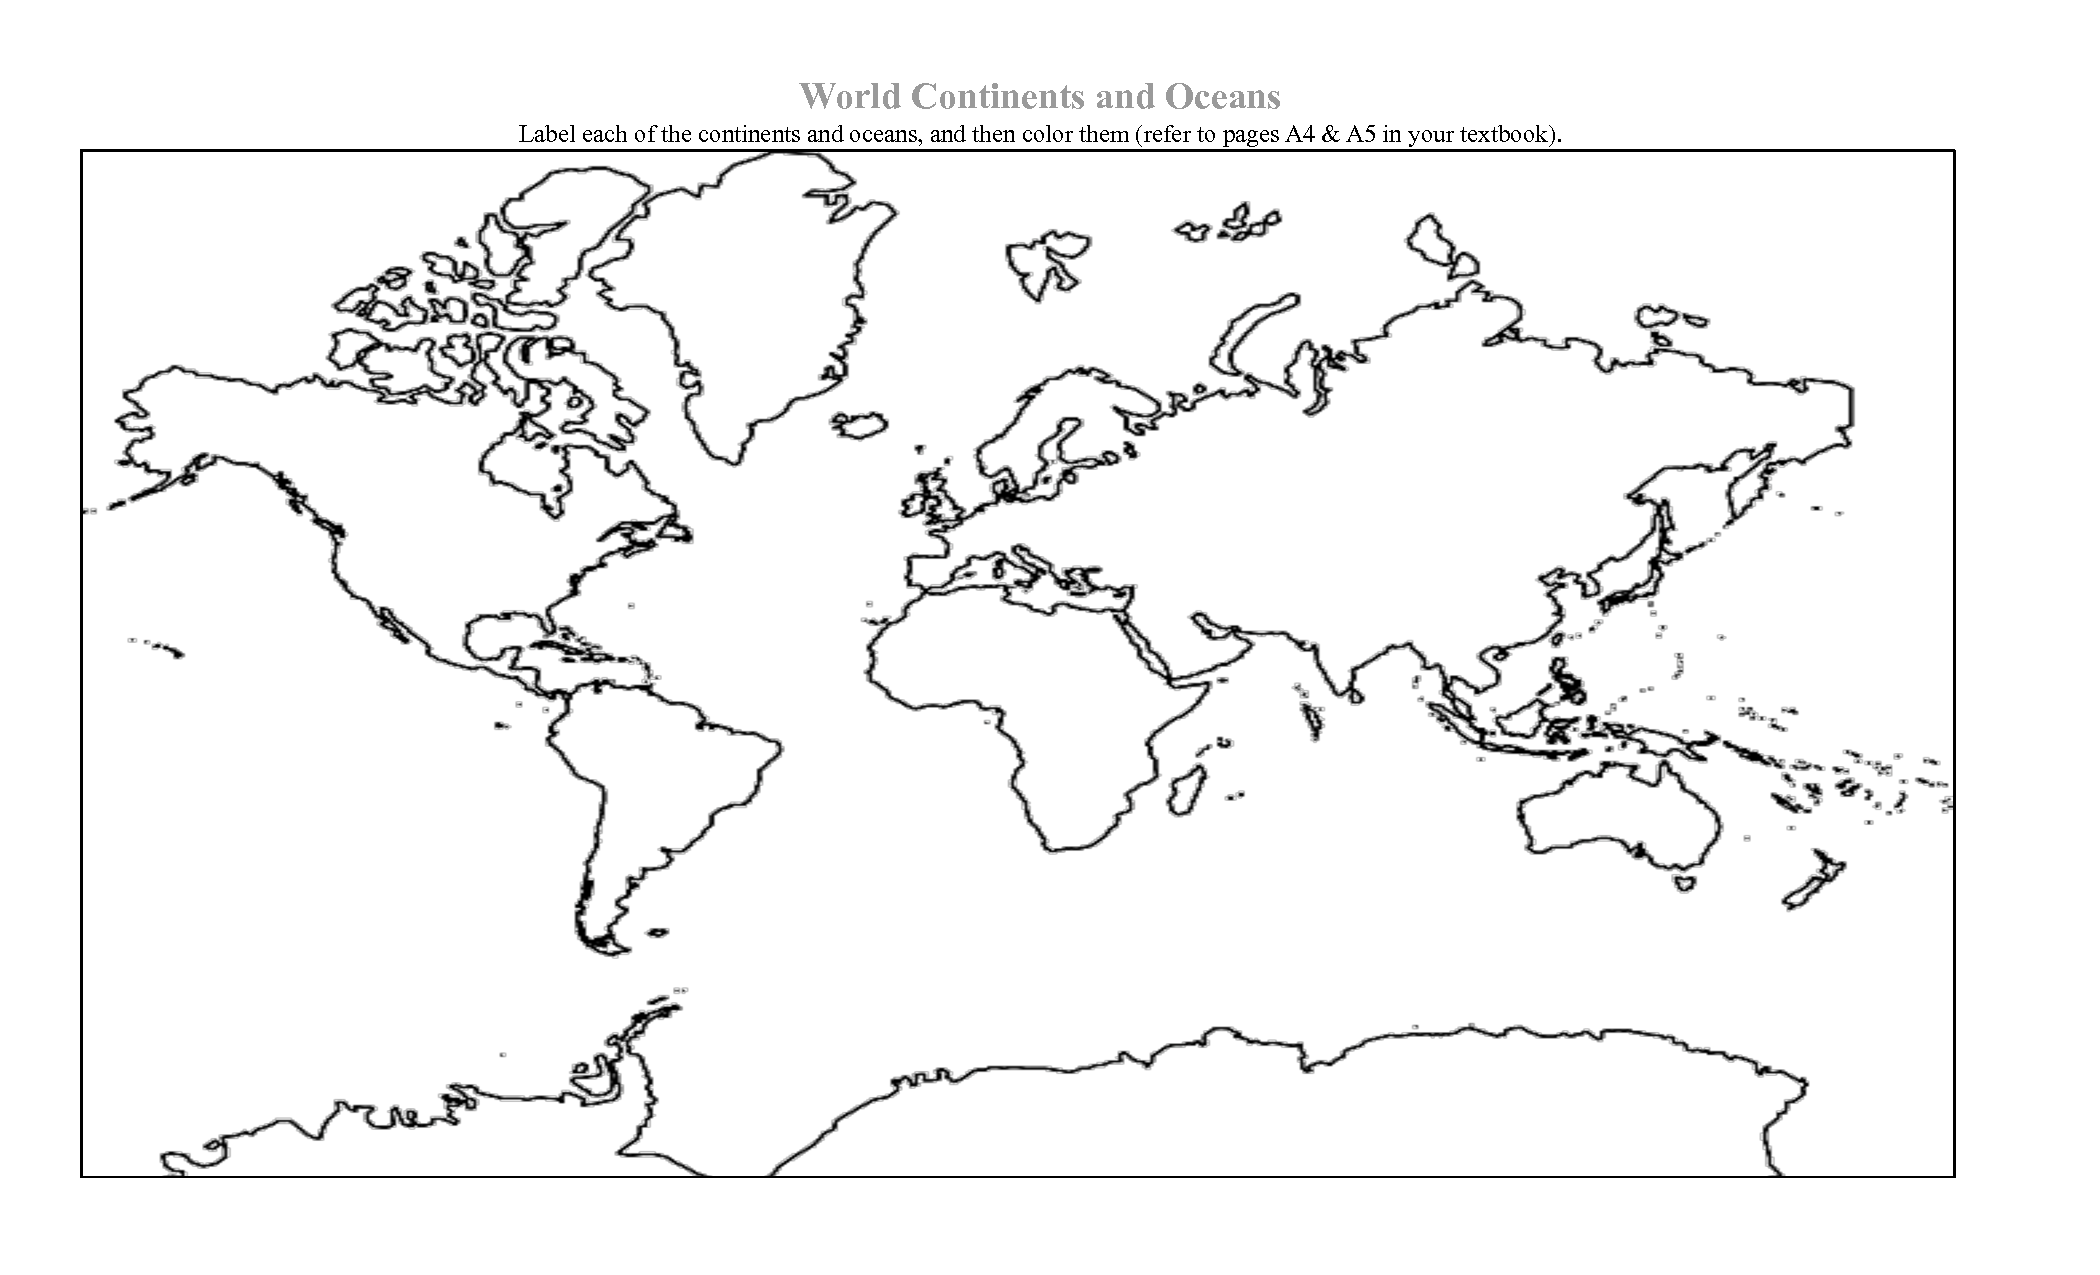 World Continents and Oceans
Label each of the continents and oceans, and then color them (refer to pages A4 & A5 in your textbook).